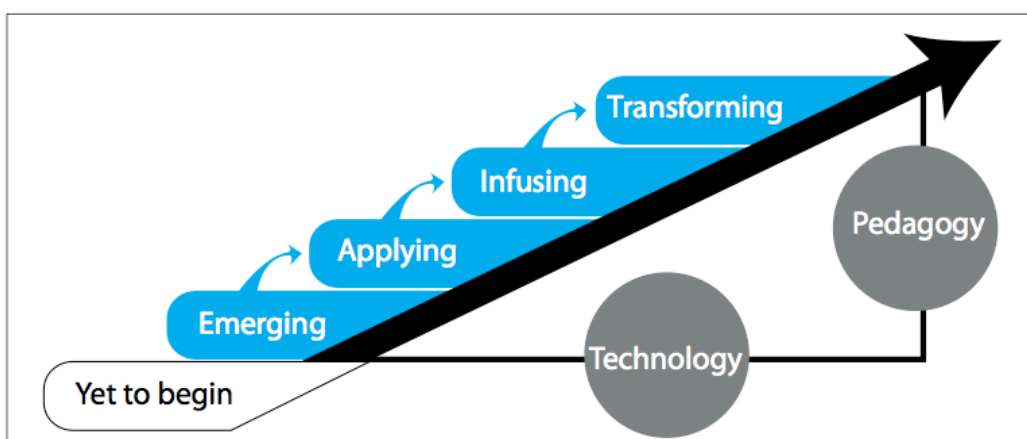 Transforming
Infusing
Pedagogy
Applying
Emerging
Technology
Yet to begin